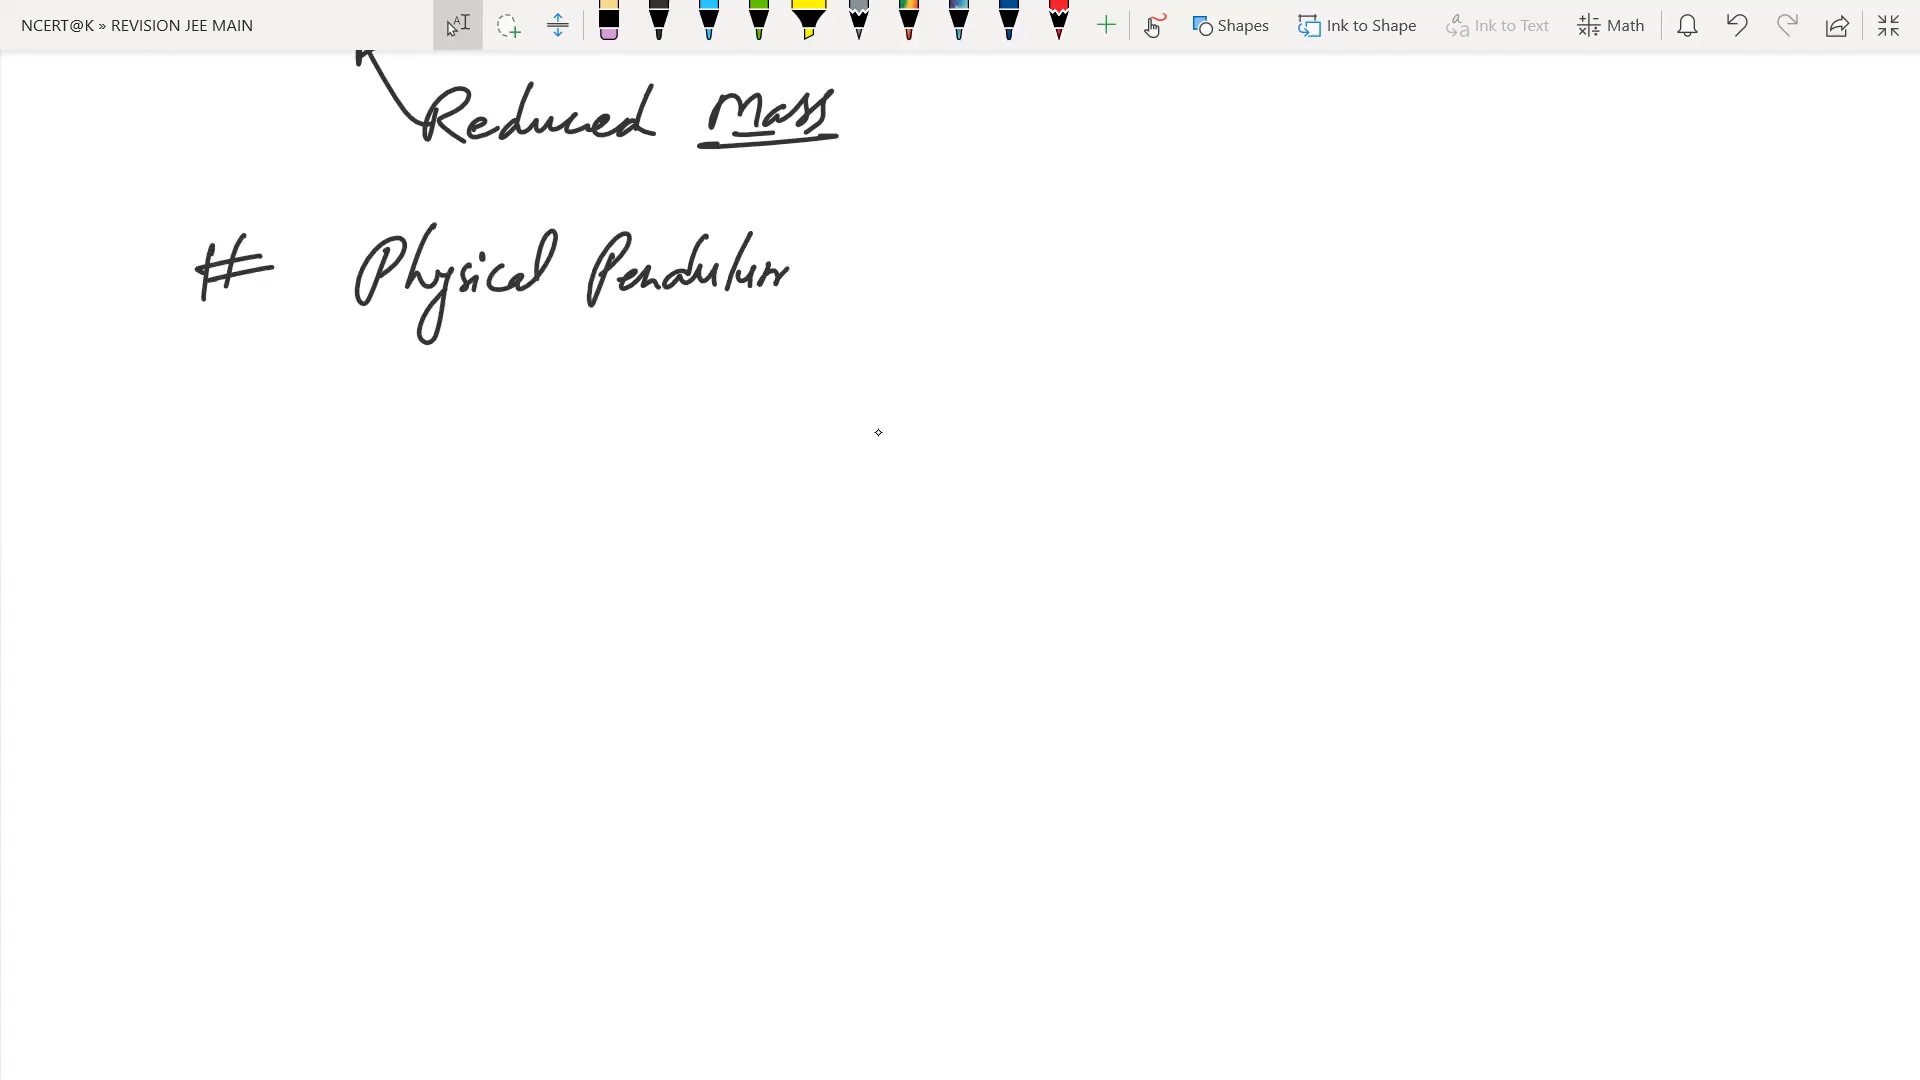 NCERT@K » REVISION JEE MAIN
Shapes
Ink to Shape
Ink to Text
Math
Reduced Mass
# Physical Pendulum